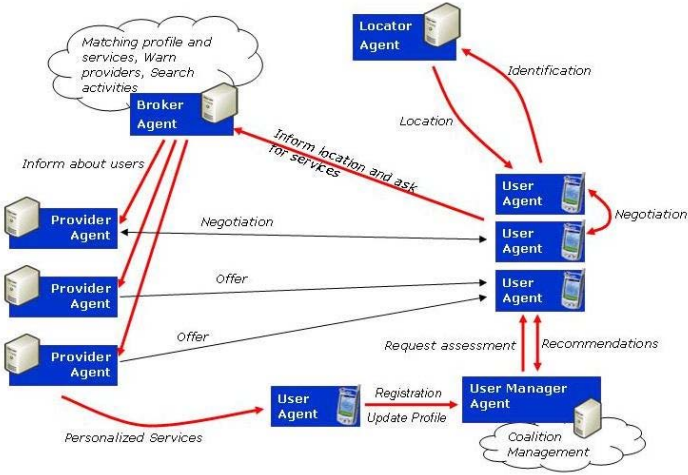 Matching profile and
services, Warn
providers, Search
activities
Broker
Agent
Locator
Agent
Identification
Location
Inform location and ask
for services
Inform about users
User
Agent
Provider
Agent
Negotiation
User
Agent
Negotiation
Provider
Agent
Offer
User
Agent
Provider
Agent
Offer
Request assessment
Recommendations
User
Agent
Registration
Update Profile
User Manager
Agent
Personalized Services
Coalition
Management